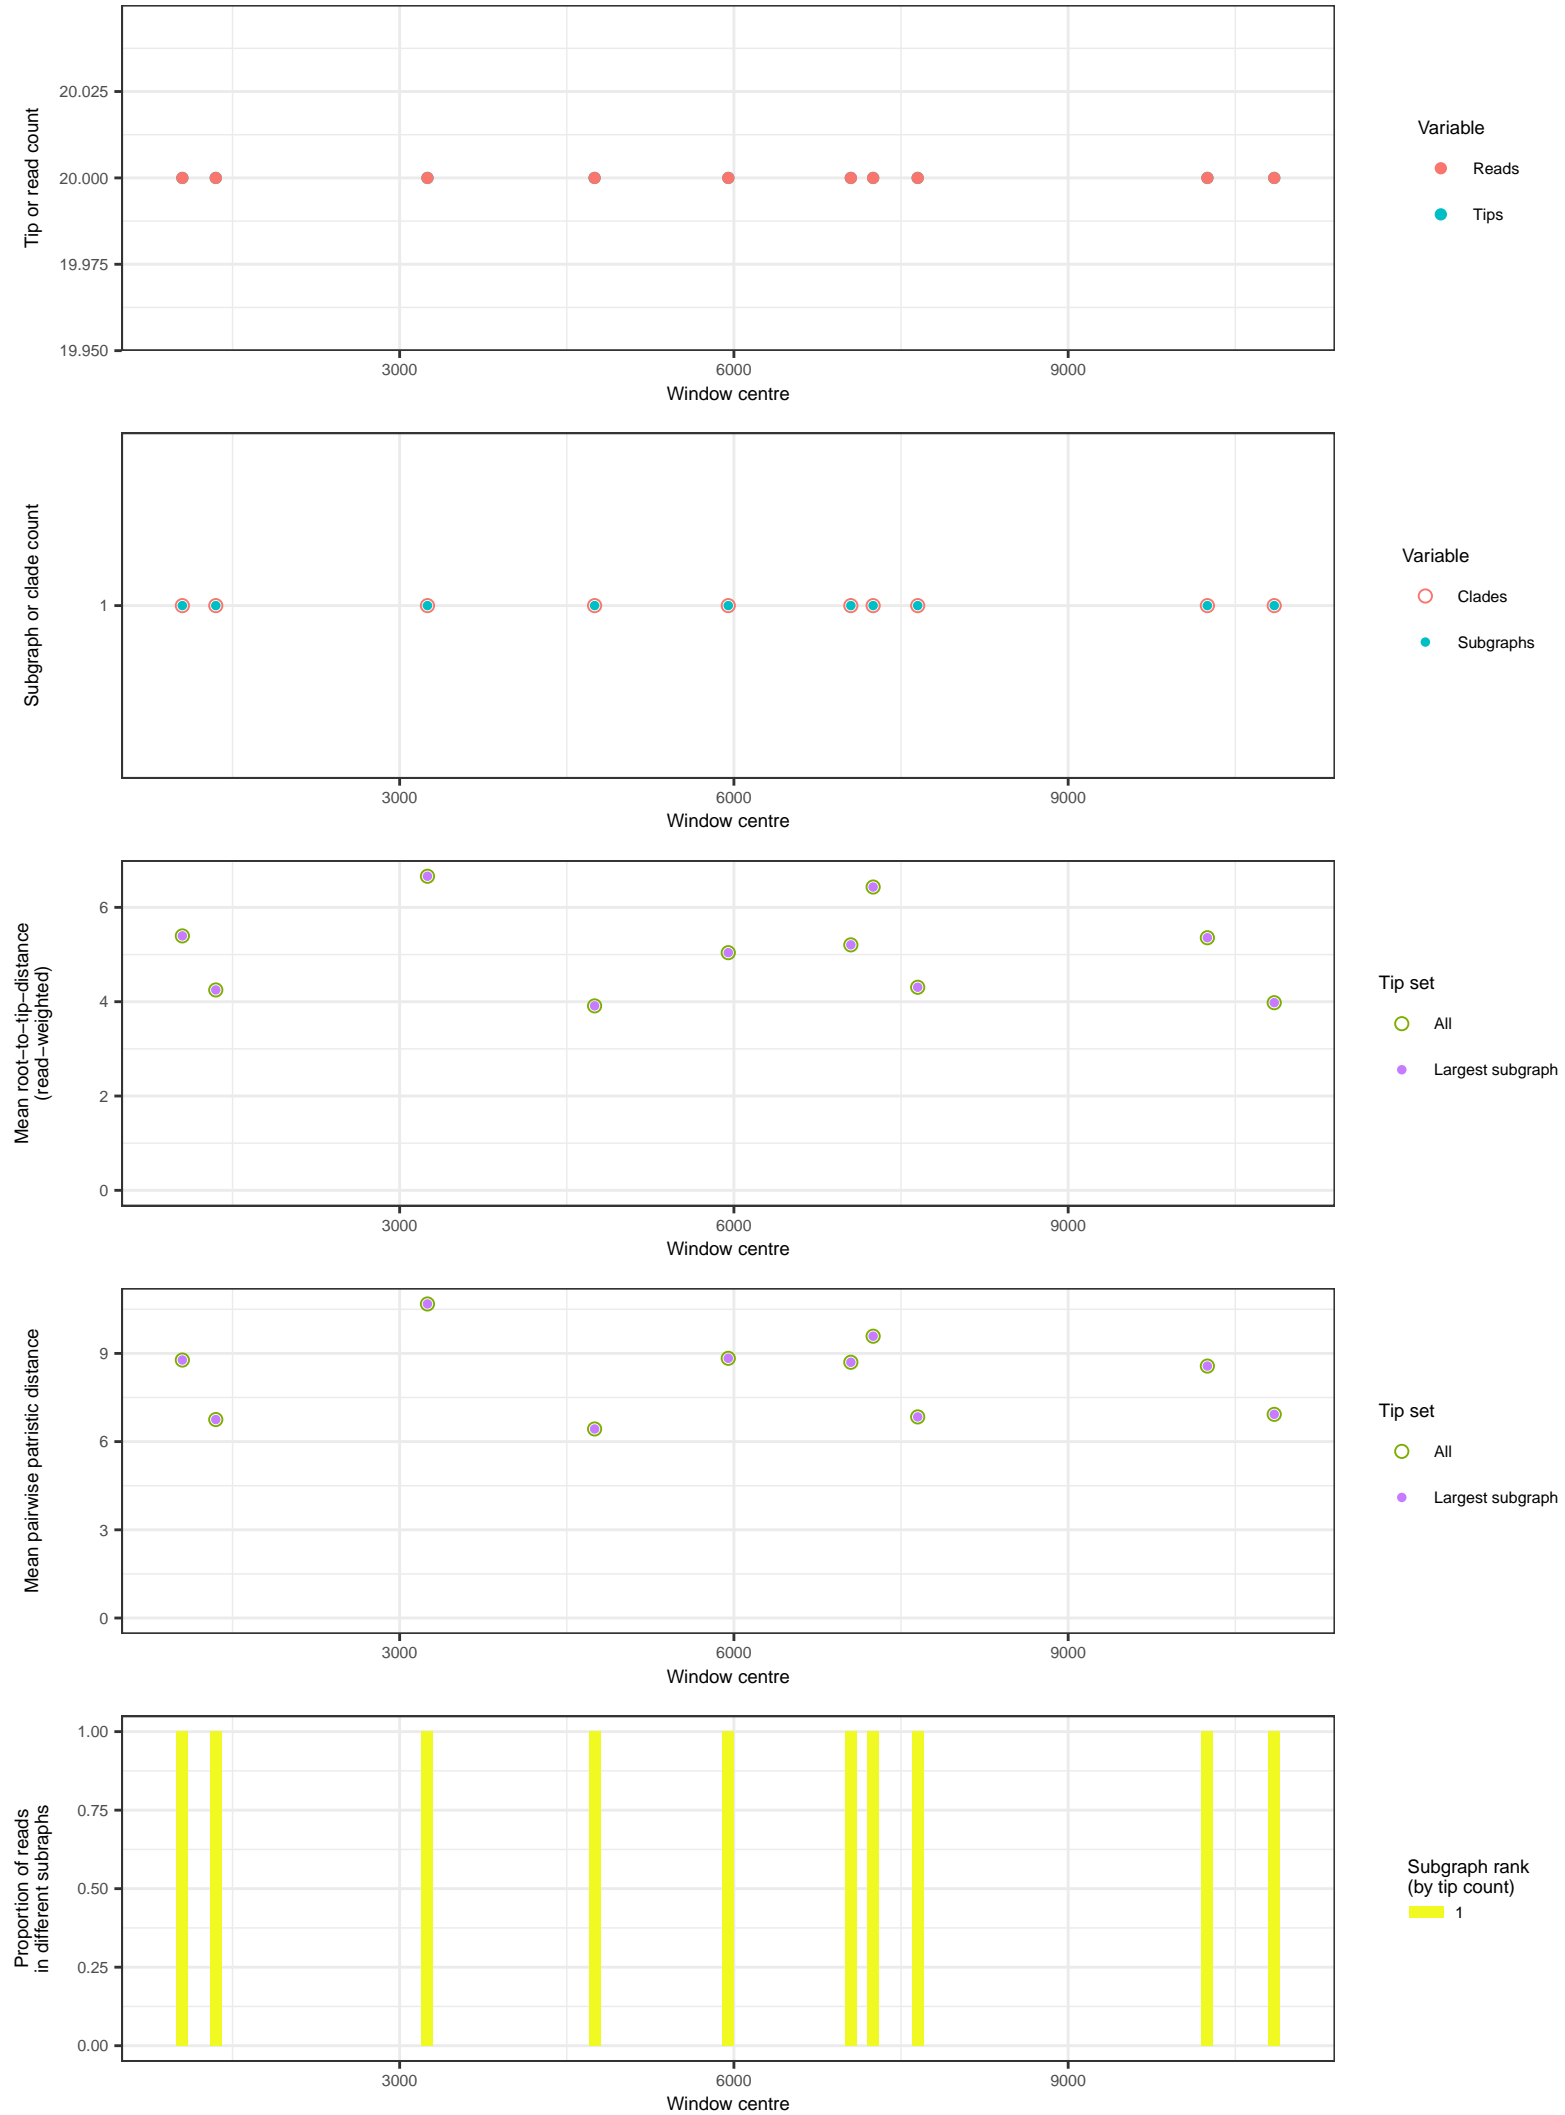 20.025
20.000
19.975
19.950
Tip or read count
3000
6000
9000
Window centre
Variable
Reads
Tips
1
Subgraph or clade count
3000
6000
9000
Window centre
Variable
Clades
Subgraphs
6
4
2
0
Mean root−to−tip−distance
(read−weighted)
3000
6000
9000
Window centre
Tip set
All
Largest subgraph
9
6
3
0
Mean pairwise patristic distance
3000
6000
9000
Window centre
Tip set
All
Largest subgraph
1.00
0.75
0.50
0.25
0.00
Proportion of reads
in different subraphs
3000
6000
9000
Window centre
Subgraph rank
(by tip count)
1